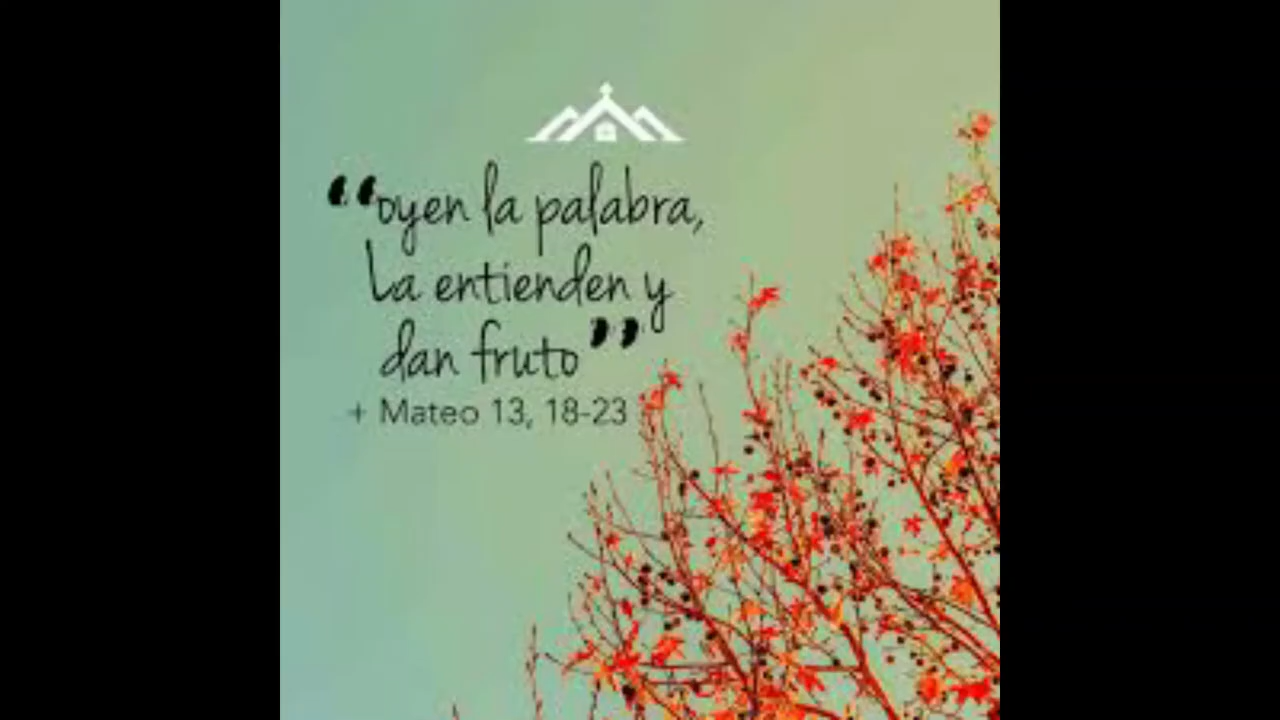 “oyen la palabra,
La entienden y
dan fruto”
+ Mateo 13, 18-23